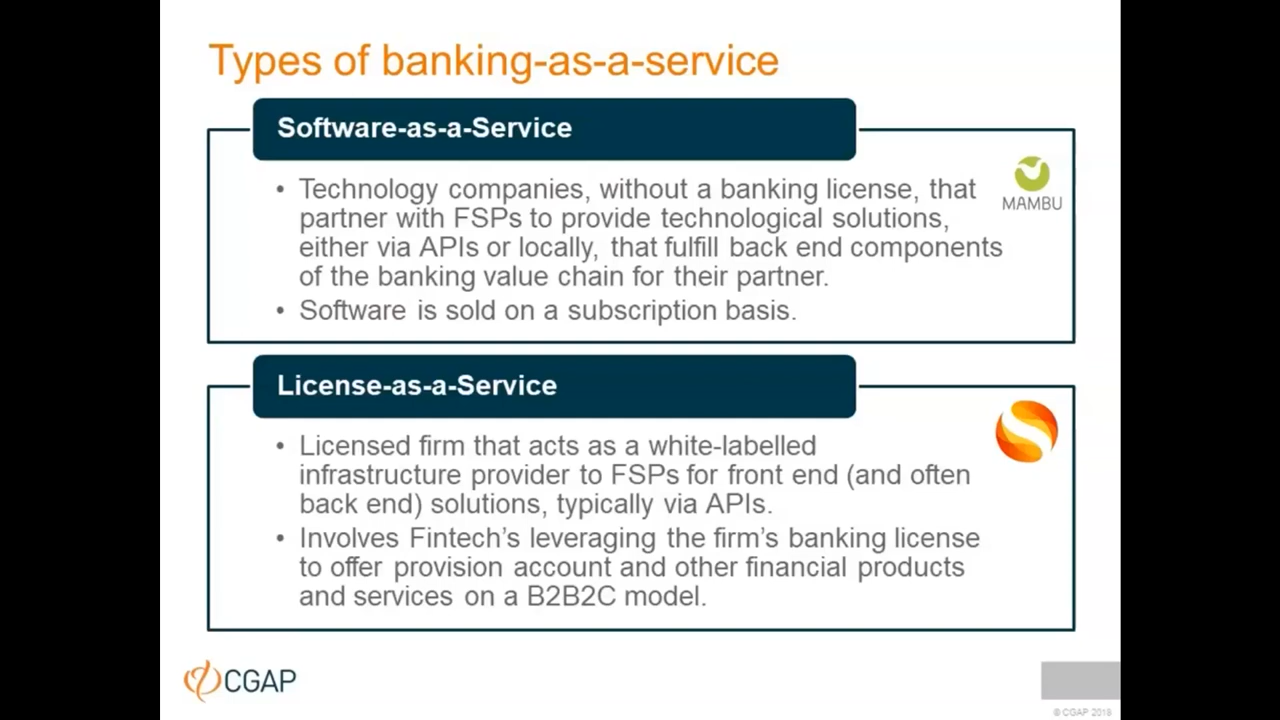 Types of banking-as-a-service
Software-as-a-Service
• Technology companies, without a banking license, that
partner with FSPs to provide technological solutions,
either via APIs or locally, that fulfill back end components
of the banking value chain for their partner.
• Software is sold on a subscription basis.
MAMBU
License-as-a-Service
• Licensed firm that acts as a white-labelled
infrastructure provider to FSPs for front end (and often
back end) solutions, typically via APIs.
• Involves Fintech’s leveraging the firm’s banking license
to offer provision account and other financial products
and services on a B2B2C model.
CGAP
© CGAP 2018